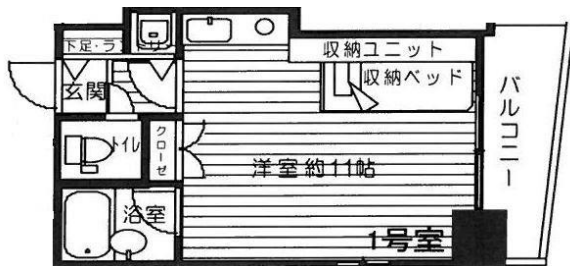 下足・ラ
収納ユニット
収納ベッド
玄関
バルコニー
トイレ
クローゼ
洋室約11帖
浴室
1号室